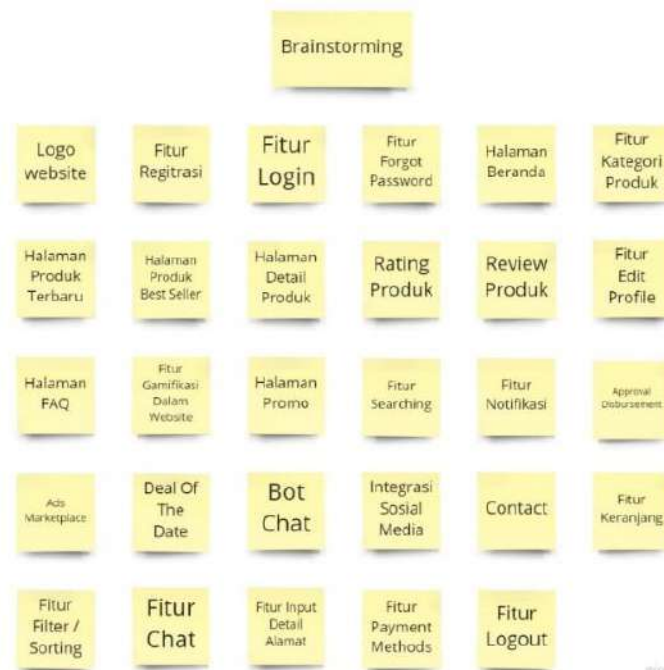 Brainstorming
Logo
website
Fitur
Regitrasi
Fitur
Login
Fitur
Forgot
Password
Halaman
Beranda
Fitur
Kategori
Produk
Halaman
Produk
Terbaru
Halaman
Produk
Best Seller
Halaman
Detail
Produk
Rating
Produk
Review
Produk
Fitur
Edit
Profile
Halaman
FAQ
Fitur
Gamifikasi
Dalam
Website
Halaman
Promo
Fitur
Searching
Fitur
Notifikasi
Approval
Disbursement
Ads
Marketplace
Deal Of
The
Date
Bot
Chat
Integrasi
Sosial
Media
Contact
Fitur
Keranjang
Fitur
Filter /
Sorting
Fitur
Chat
Fitur Input
Detail
Alamat
Fitur
Payment
Methods
Fitur
Logout